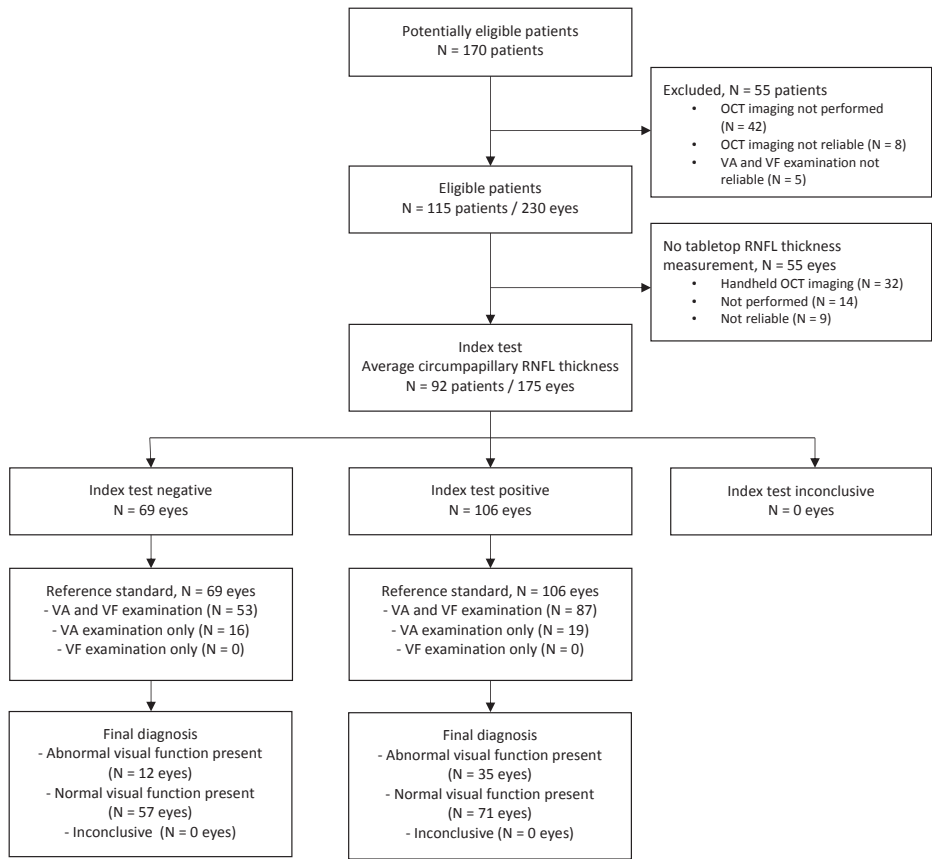 Potentially eligible patients
N = 170 patients
Excluded, N = 55 patients
• OCT imaging not performed
(N = 42)
• OCT imaging not reliable (N = 8)
• VA and VF examination not
reliable (N = 5)
Eligible patients
N = 115 patients / 230 eyes
No tabletop RNFL thickness
measurement, N = 55 eyes
• Handheld OCT imaging (N = 32)
• Not performed (N = 14)
• Not reliable (N = 9)
Index test
Average circumpapillary RNFL thickness
N = 92 patients / 175 eyes
Index test negative
N = 69 eyes
Index test positive
N = 106 eyes
Index test inconclusive
N = 0 eyes
Reference standard, N = 69 eyes
- VA and VF examination (N = 53)
- VA examination only (N = 16)
- VF examination only (N = 0)
Reference standard, N = 106 eyes
- VA and VF examination (N = 87)
- VA examination only (N = 19)
- VF examination only (N = 0)
Final diagnosis
- Abnormal visual function present
(N = 12 eyes)
- Normal visual function present
(N = 57 eyes)
- Inconclusive (N = 0 eyes)
Final diagnosis
- Abnormal visual function present
(N = 35 eyes)
- Normal visual function present
(N = 71 eyes)
- Inconclusive (N = 0 eyes)